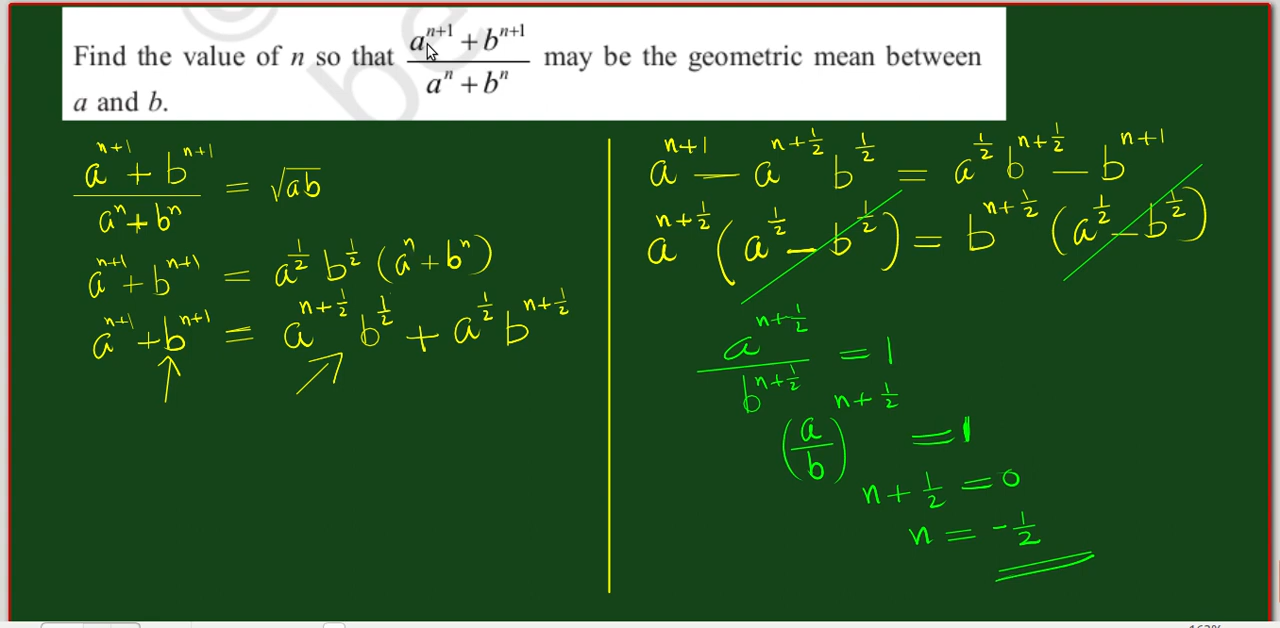 Find the value of n so that (a^(n+1) + b^(n+1))/(a^n + b^n) may be the geometric mean between
a and b.
(a^(n+1) + b^(n+1))/(a^n + b^n) = √ab
a^(n+1) + b^(n+1) = a^(1/2) b^(1/2) (a^n + b^n)
a^(n+1) + b^(n+1) = a^(n+1/2) b^(1/2) + a^(1/2) b^(n+1/2)
a^(n+1) − a^(n+1/2) b^(1/2) = a^(1/2) b^(n+1/2) − b^(n+1)
a^(n+1/2) (a^(1/2) − b^(1/2)) = b^(n+1/2) (a^(1/2) − b^(1/2))
a^(n+1/2)/b^(n+1/2) = 1
(a/b)^(n+1/2) = 1
n + 1/2 = 0
n = −1/2